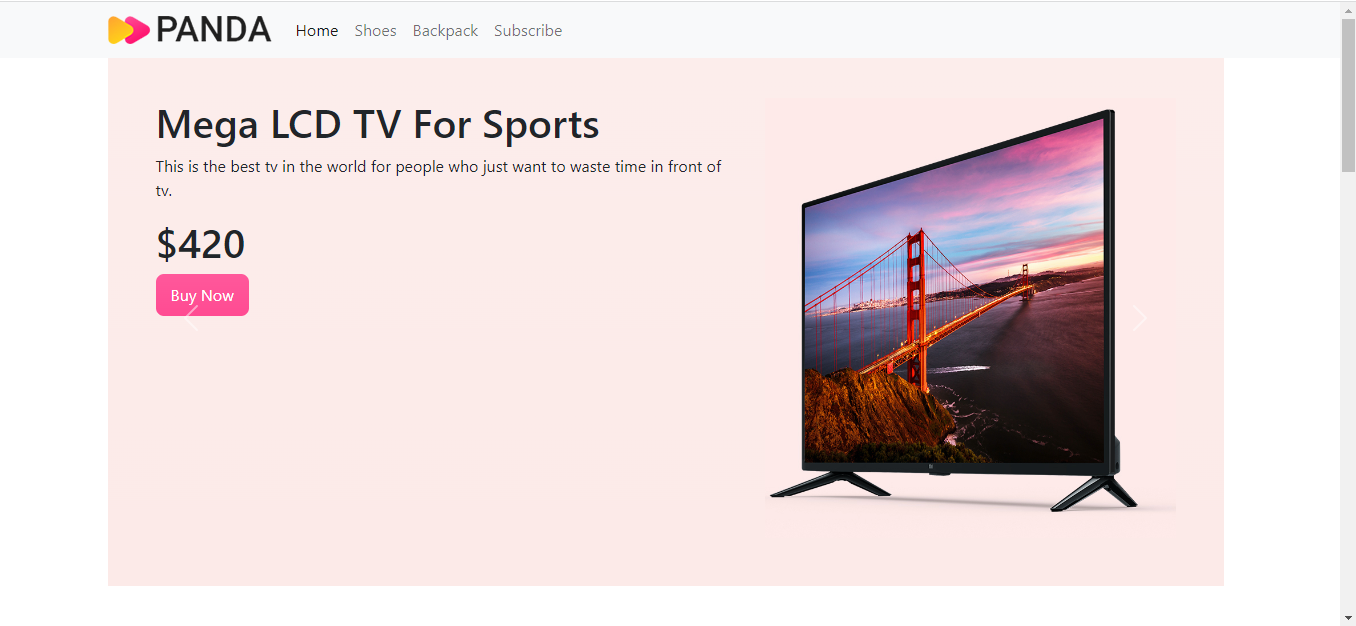 PANDA Home Shoes Backpack Subscribe
Mega LCD TV For Sports
This is the best tv in the world for people who just want to waste time in front of
tv.
$420
Buy Now